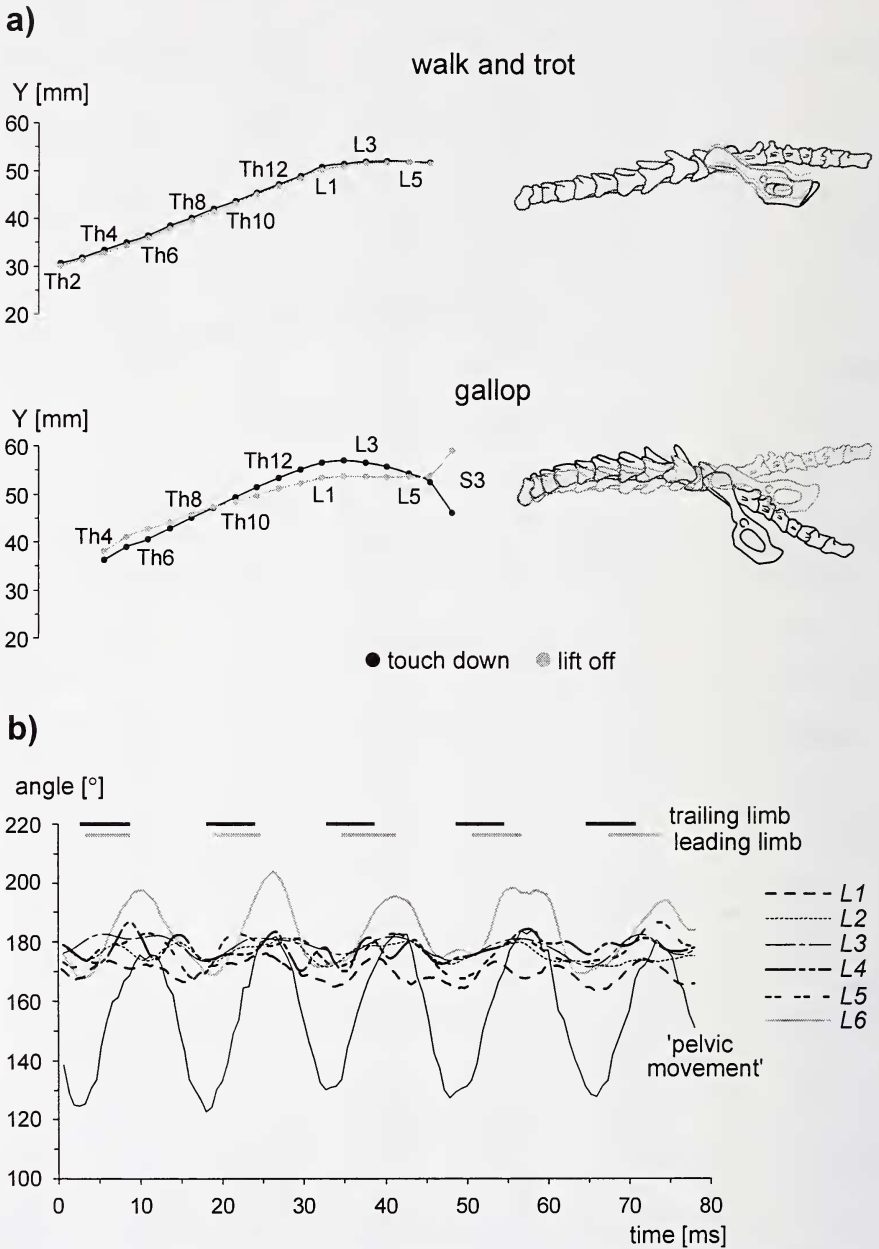 a)
walk and trot
Y [mm]
60
50
40
30
20
Th2
Th4
Th6
Th8
Th10
Th12
L1
L3
L5
gallop
Y [mm]
60
50
40
30
20
Th4
Th6
Th8
Th10
Th12
L1
L3
L5
S3
touch down
lift off
b)
angle [°]
220
200
180
160
140
120
100
trailing limb
leading limb
L1
L2
L3
L4
L5
L6
'pelvic
movement'
0 10 20 30 40 50 60 70 80
time [ms]